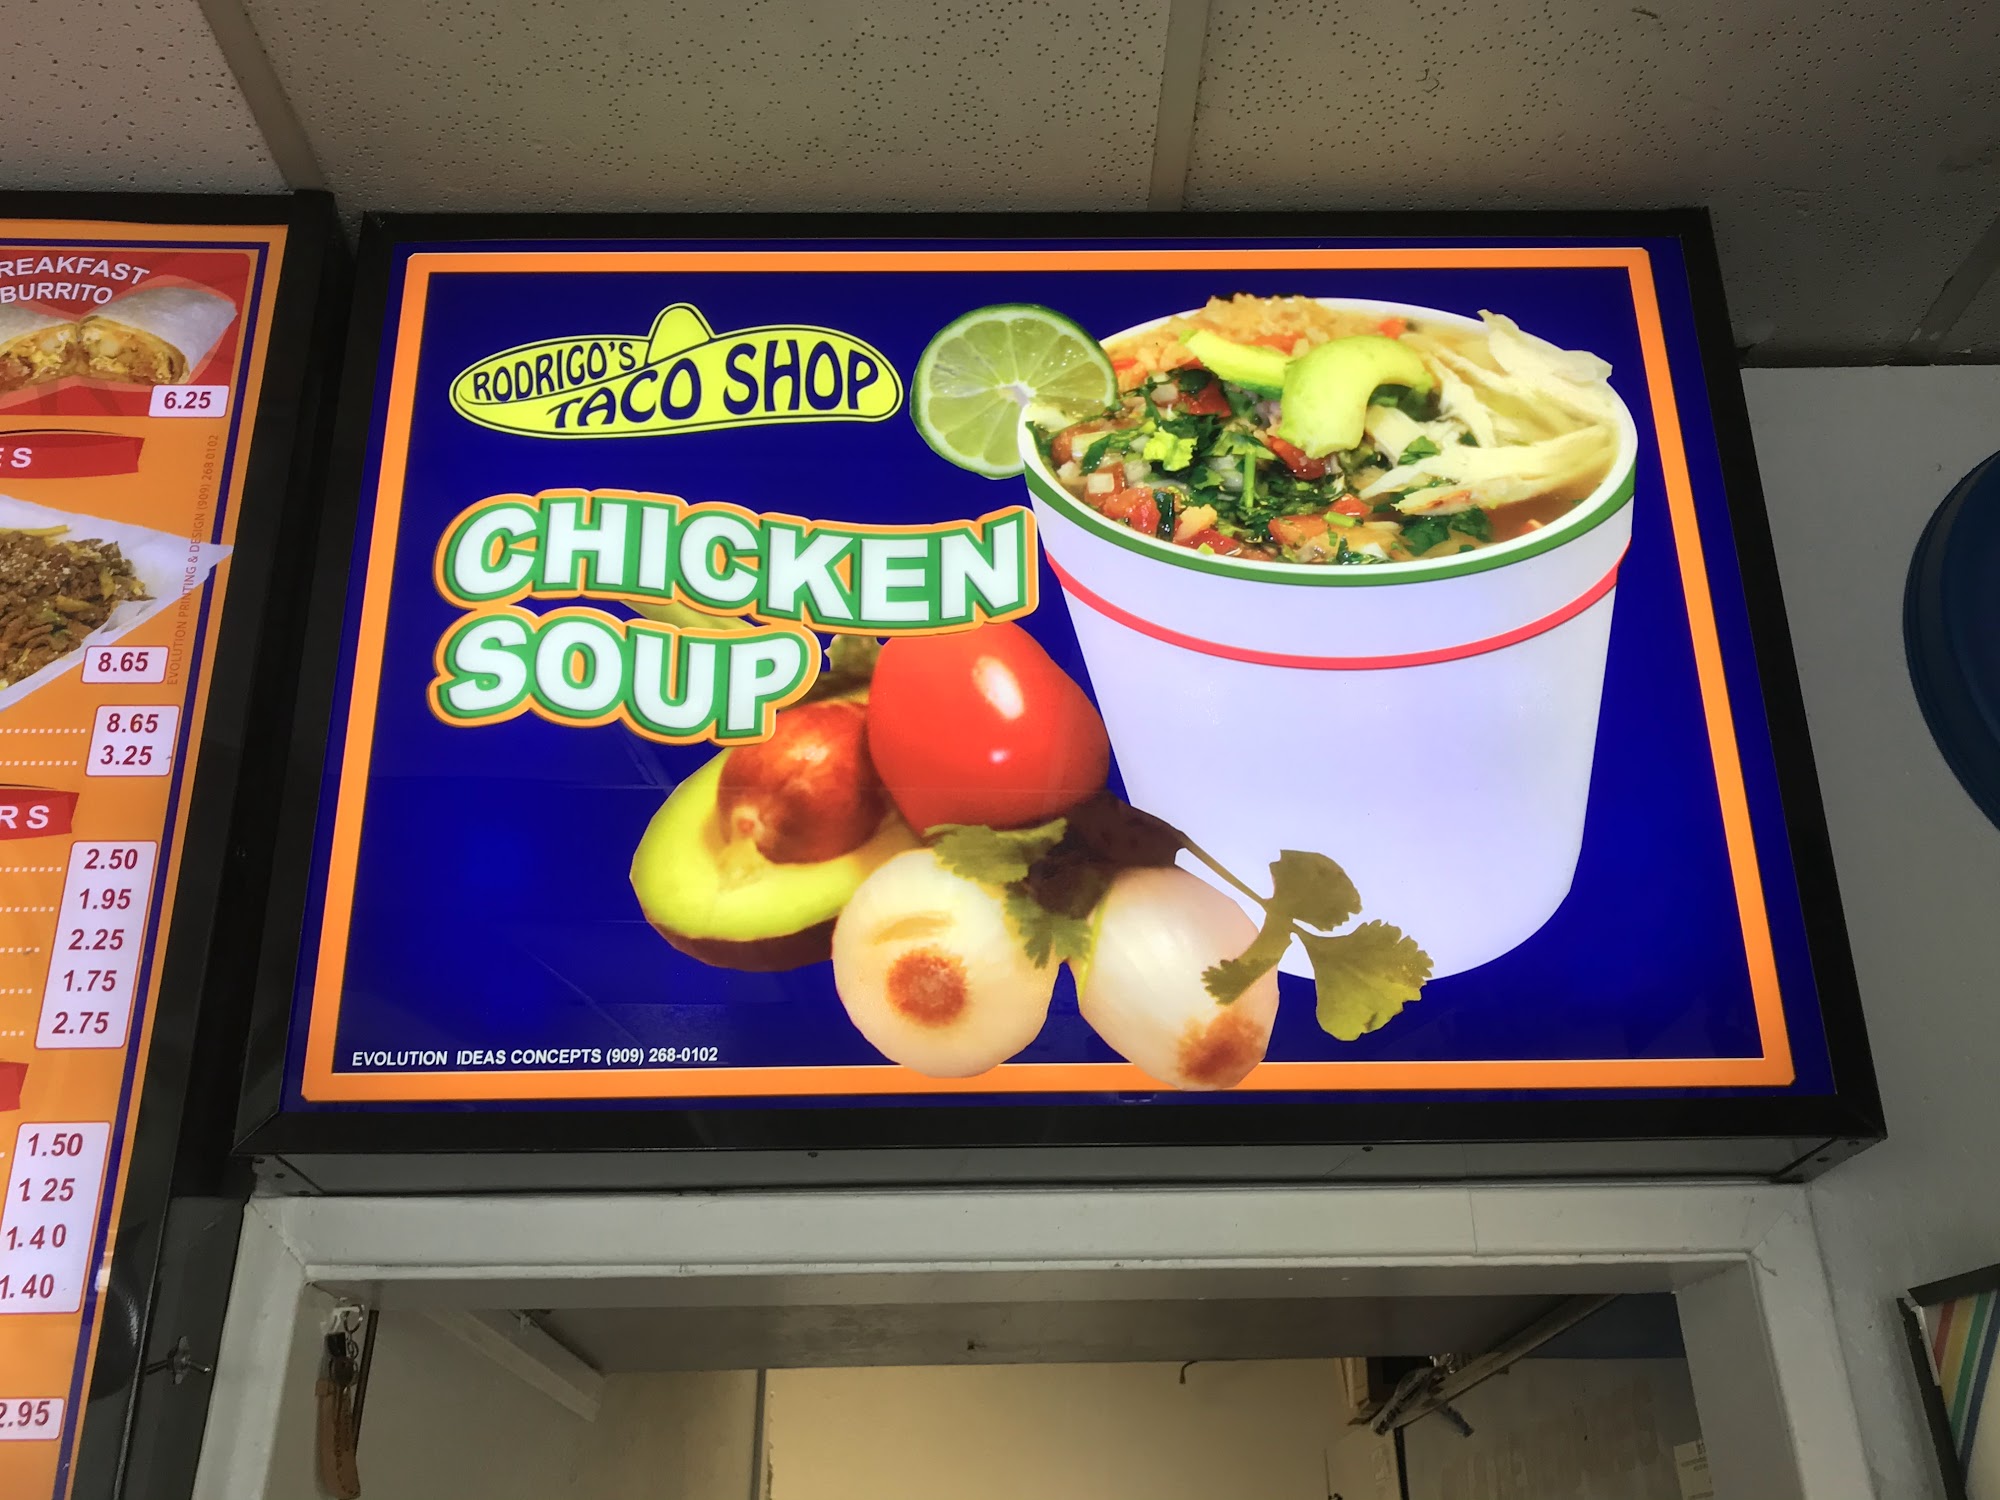 REAKFAST
BURRITO
6.25
ES
EVOLUTION PRINTING & DESIGN (909) 268 0102
8.65
8.65
3.25
RS
2.50
1.95
2.25
1.75
2.75
1.50
1.25
1.40
1.40
2.95
RODRIGO'S
TACO SHOP
CHICKEN
SOUP
EVOLUTION IDEAS CONCEPTS (909) 268-0102